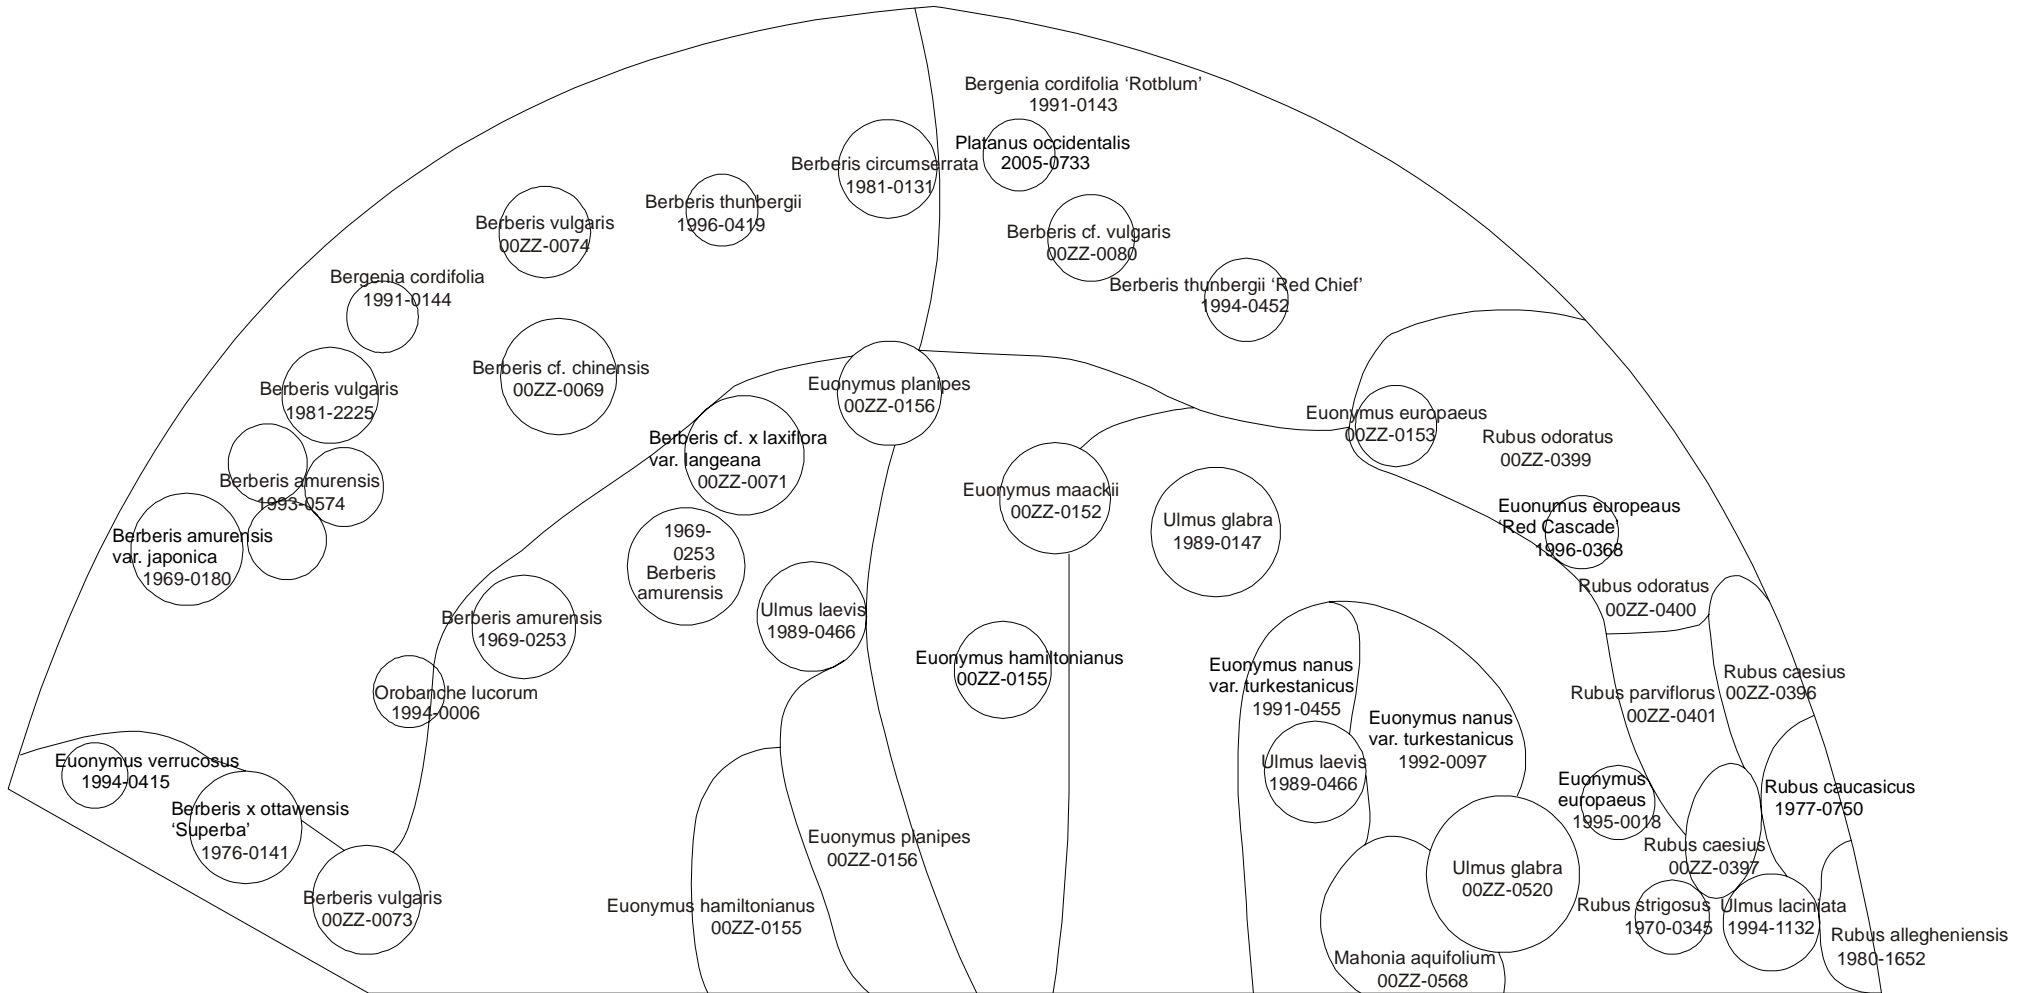 Bergenia cordifolia ‘Rotblum’
1991-0143
Platanus occidentalis
2005-0733
Berberis circumserrata
1981-0131
Berberis thunbergii
1996-0419
Berberis vulgaris
00ZZ-0074
Berberis cf. vulgaris
00ZZ-0080
Bergenia cordifolia
1991-0144
Berberis thunbergii ‘Red Chief’
1994-0452
Berberis cf. chinensis
00ZZ-0069
Berberis vulgaris
1981-2225
Euonymus planipes
00ZZ-0156
Euonymus europaeus
00ZZ-0153
Rubus odoratus
00ZZ-0399
Berberis cf. x laxiflora
var. langeana
00ZZ-0071
Berberis amurensis
1993-0574
Euonymus maackii
00ZZ-0152
Ulmus glabra
1989-0147
Euonumus europeaus
‘Red Cascade’
1996-0368
Berberis amurensis
var. japonica
1969-0180
1969-
0253
Berberis
amurensis
Rubus odoratus
00ZZ-0400
Berberis amurensis
1969-0253
Ulmus laevis
1989-0466
Euonymus hamiltonianus
00ZZ-0155
Euonymus nanus
var. turkestanicus
1991-0455
Rubus caesius
00ZZ-0396
Rubus parviflorus
00ZZ-0401
Orobanche lucorum
1994-0006
Euonymus nanus
var. turkestanicus
1992-0097
Euonymus verrucosus
1994-0415
Ulmus laevis
1989-0466
Euonymus
europaeus
1995-0018
Rubus caucasicus
1977-0750
Berberis x ottawensis
‘Superba’
1976-0141
Euonymus planipes
00ZZ-0156
Rubus caesius
00ZZ-0397
Ulmus glabra
00ZZ-0520
Berberis vulgaris
00ZZ-0073
Euonymus hamiltonianus
00ZZ-0155
Rubus strigosus
1970-0345
Ulmus laciniata
1994-1132
Rubus allegheniensis
1980-1652
Mahonia aquifolium
00ZZ-0568